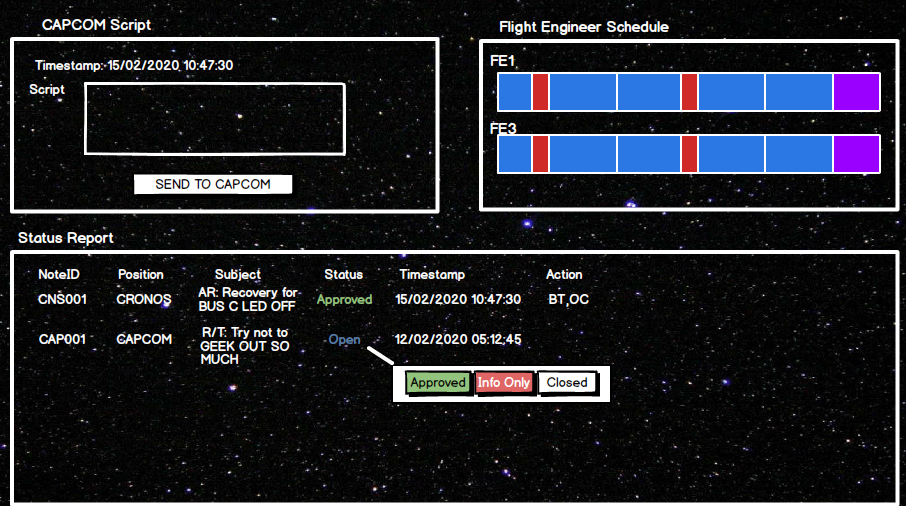 CAPCOM Script
Timestamp: 15/02/2020 10:47:30
Script
SEND TO CAPCOM
Flight Engineer Schedule
FE1
FE3
Status Report
NoteID Position Subject Status Timestamp Action
CNS001 CRONOS AR: Recovery for Approved 15/02/2020 10:47:30 BT,OC
BUS C LED OFF
CAP001 CAPCOM R/T: Try not to Open 12/02/2020 05:12:45
GEEK OUT SO
MUCH
Approved Info Only Closed